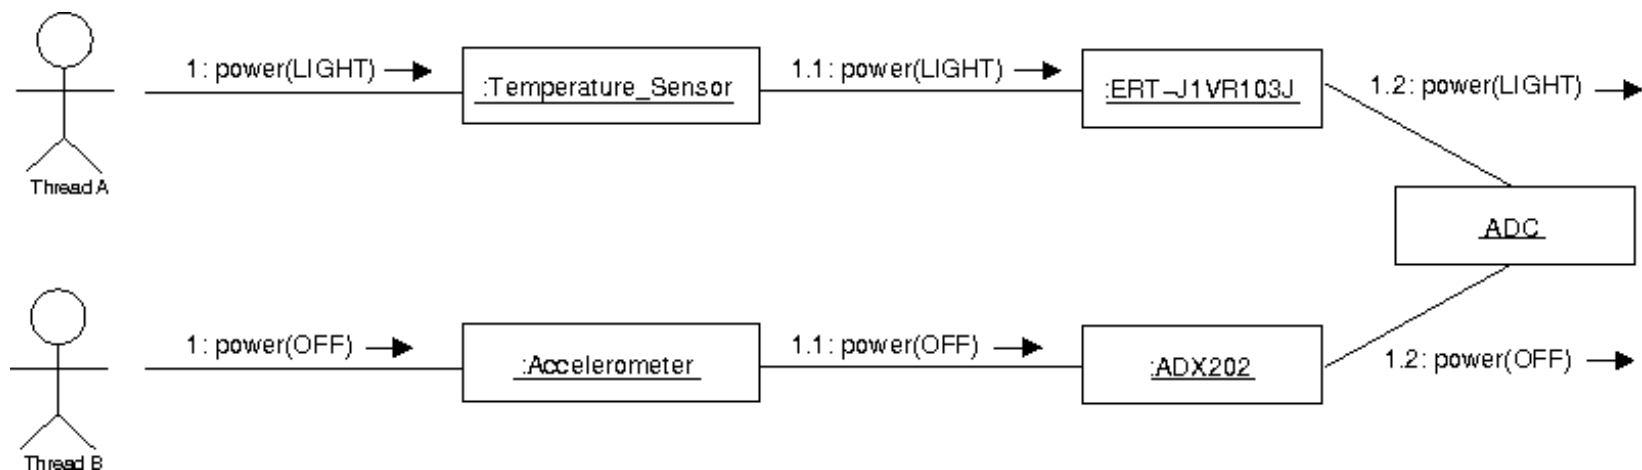 1: power(LIGHT)
:Temperature_Sensor
1.1: power(LIGHT)
:ERT-J1VR103J
1.2: power(LIGHT)
Thread A
ADC
1: power(OFF)
:Accelerometer
1.1: power(OFF)
:ADX202
1.2: power(OFF)
Thread B